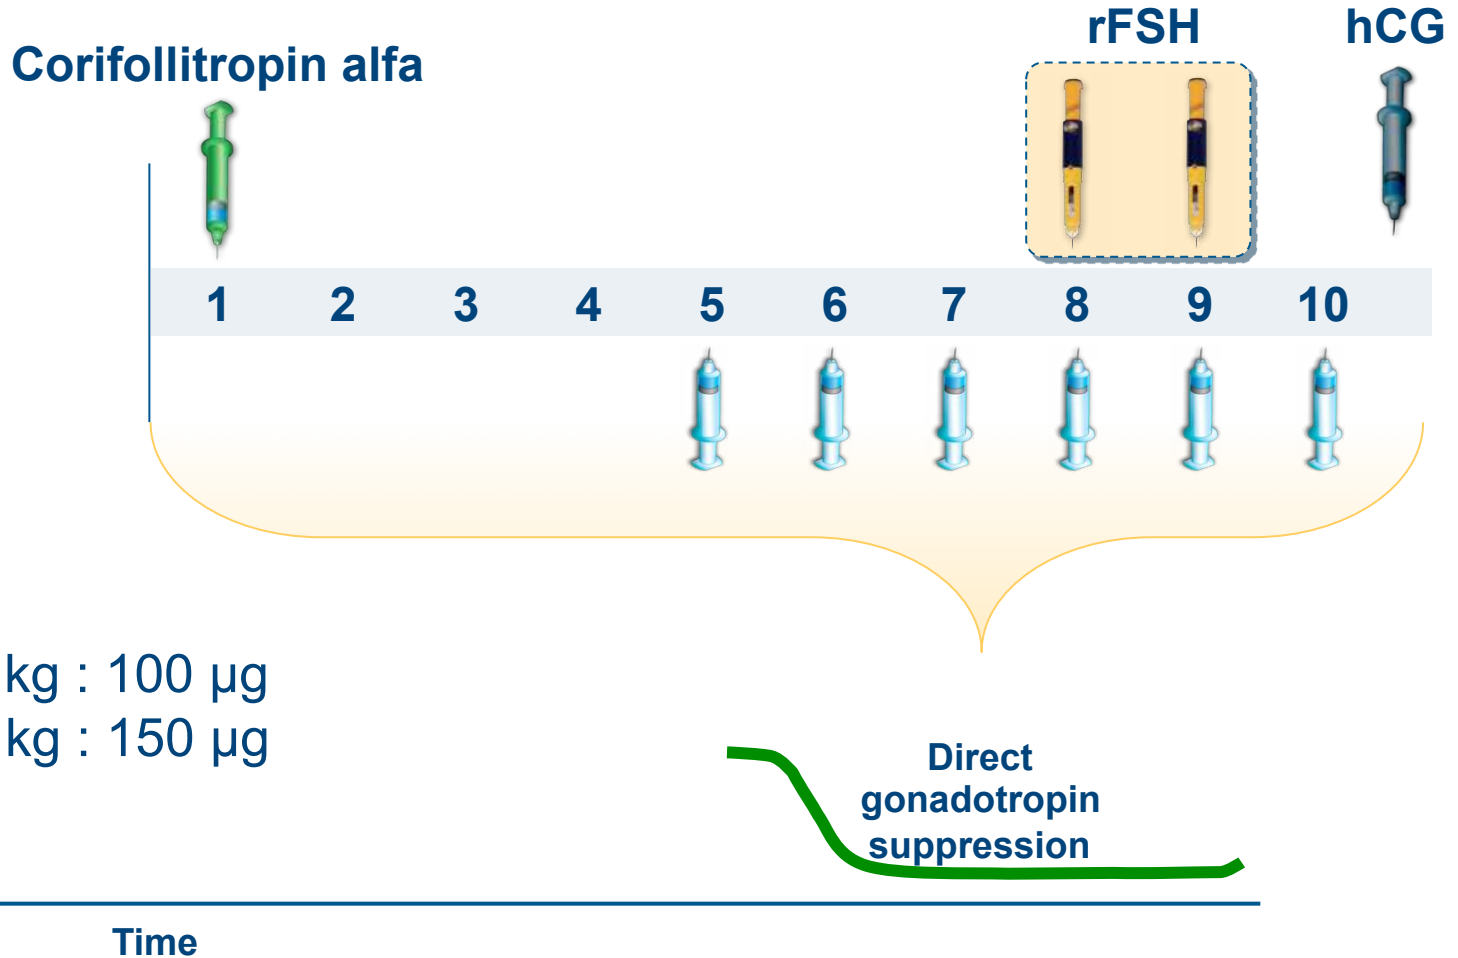 rFSH
hCG
Corifollitropin alfa
1 2 3 4 5 6 7 8 9 10
kg : 100 µg
kg : 150 µg
Direct
gonadotropin
suppression
Time